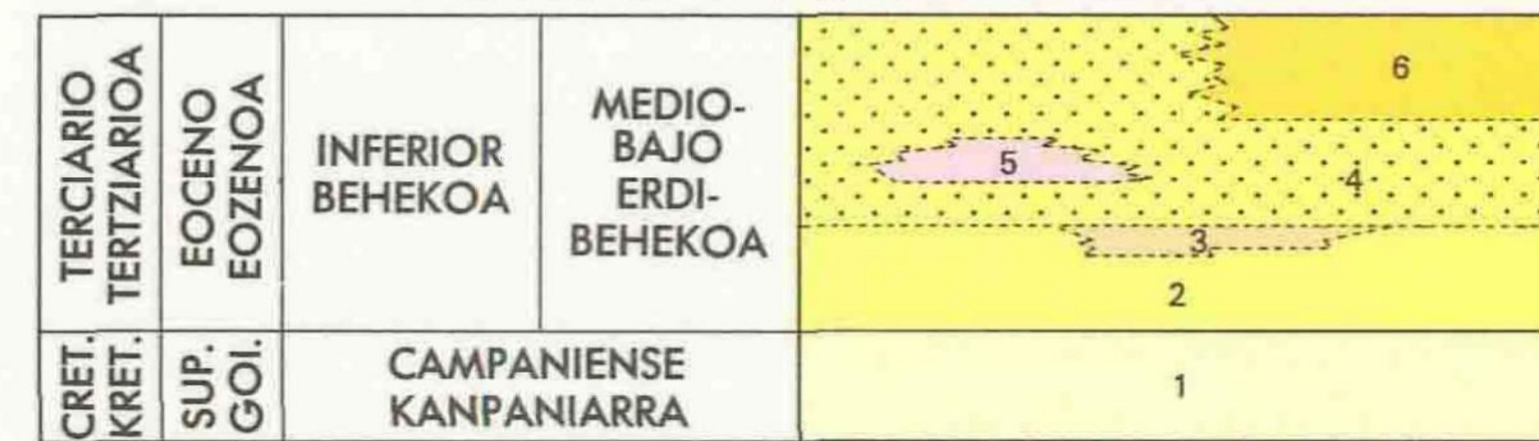 TERCIARIO
TERTZIARIOA
EOCENO
EOZENOA
INFERIOR
BEHEKOA
MEDIO-
BAJO
ERDI-
BEHEKOA
6
5
4
3
2
CRET.
KRET.
SUP.
GOI.
CAMPANIENSE
KANPANIARRA
1